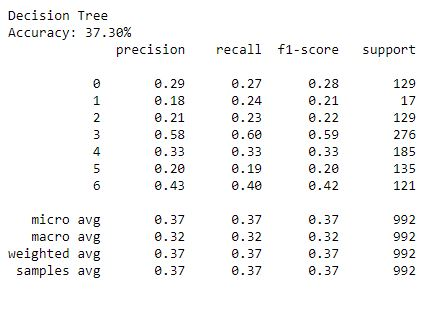 Decision Tree
Accuracy: 37.30%
precision recall f1-score support
0 0.29 0.27 0.28 129
1 0.18 0.24 0.21 17
2 0.21 0.23 0.22 129
3 0.58 0.60 0.59 276
4 0.33 0.33 0.33 185
5 0.20 0.19 0.20 135
6 0.43 0.40 0.42 121
micro avg 0.37 0.37 0.37 992
macro avg 0.32 0.32 0.32 992
weighted avg 0.37 0.37 0.37 992
samples avg 0.37 0.37 0.37 992